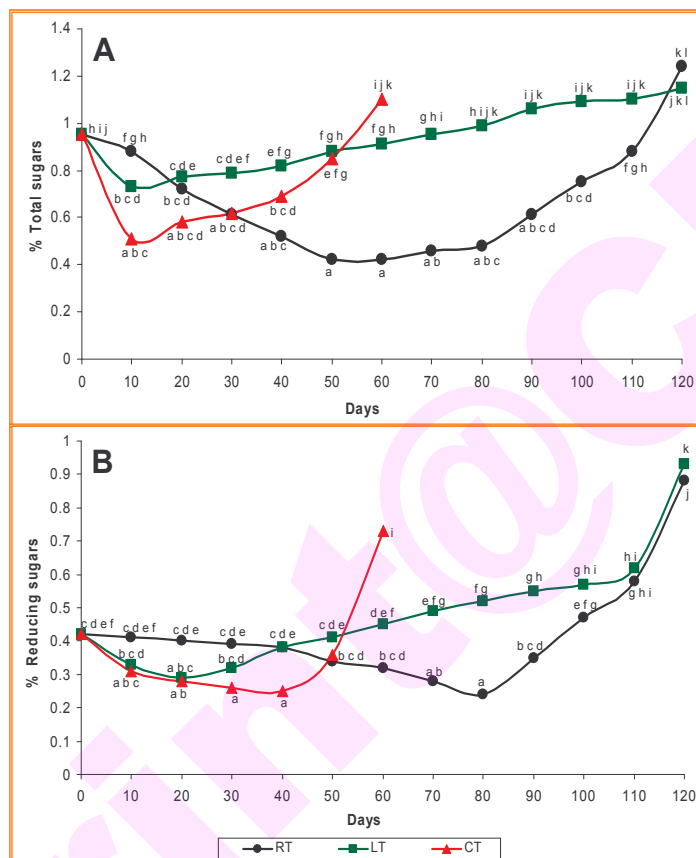 A
% Total sugars
1.4
1.2
1
0.8
0.6
0.4
0.2
0
h i j
f g h
b c d
a b c
c d e
b c d
a b c d
c d e f
a b c d
e f g
b c d
a b c
f g h
e f g
a
i j k
f g h
a
g h i
a b
h i j k
a b c
i j k
a b c d
i j k
b c d
i j k
f g h
k l
j k l
0 10 20 30 40 50 60 70 80 90 100 110 120
Days
B
% Reducing sugars
1
0.9
0.8
0.7
0.6
0.5
0.4
0.3
0.2
0.1
0
c d e f
c d e f
b c d
a b c
c d e
a b c
a b
c d e
b c d
a
c d e
a
c d e
b c d
i
d e f
b c d
e f g
a b
f g
a
g h
b c d
g h i
e f g
h i
g h i
k
j
0 10 20 30 40 50 60 70 80 90 100 110 120
Days
RT LT CT